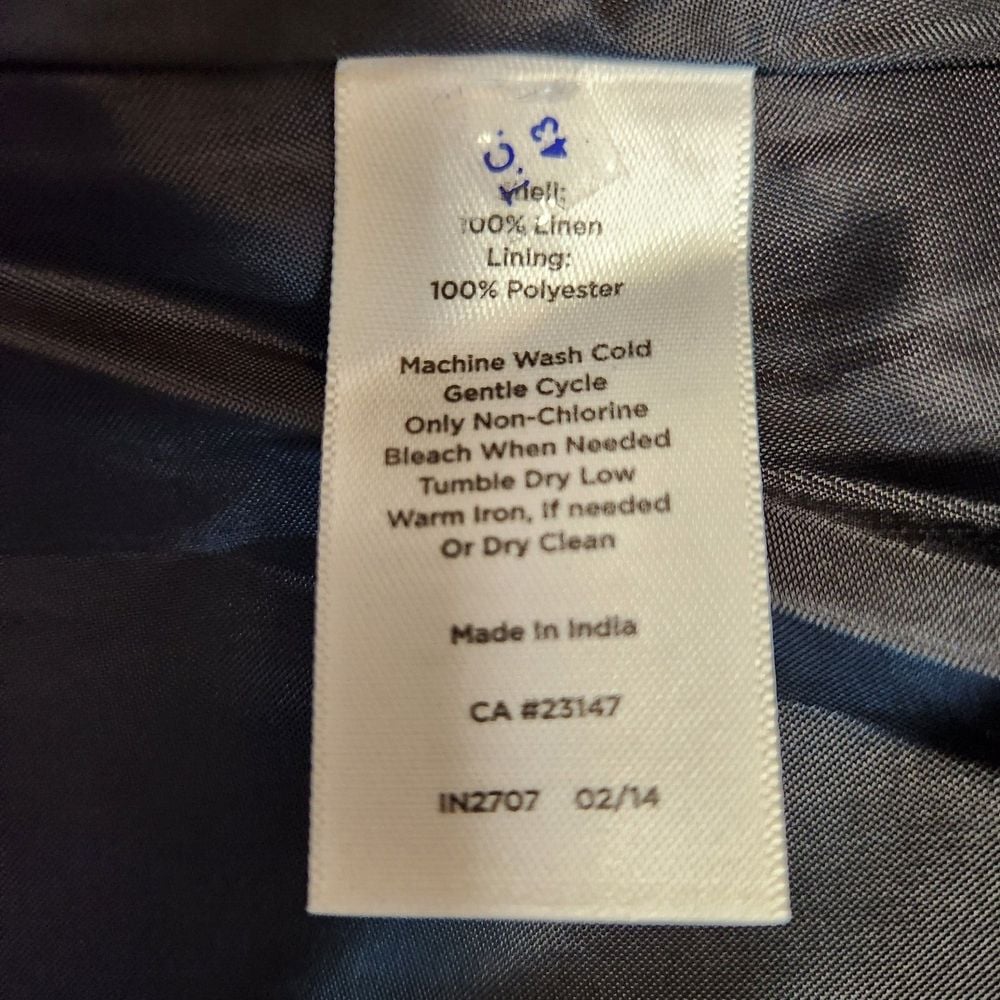 Shell:
100% Linen
Lining:
100% Polyester
Machine Wash Cold
Gentle Cycle
Only Non-Chlorine
Bleach When Needed
Tumble Dry Low
Warm Iron, If needed
Or Dry Clean
Made In India
CA #23147
IN2707 02/14